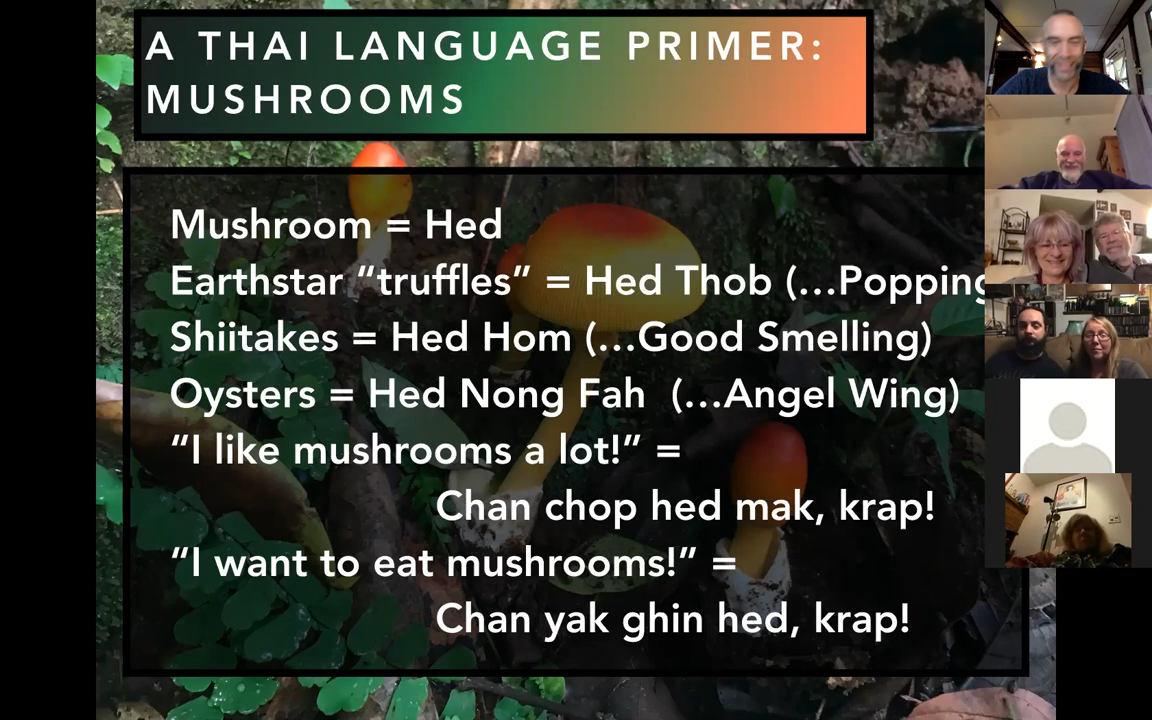 A THAI LANGUAGE PRIMER:
MUSHROOMS
Mushroom = Hed
Earthstar “truffles” = Hed Thob (…Popping
Shiitakes = Hed Hom (…Good Smelling)
Oysters = Hed Nong Fah (…Angel Wing)
“I like mushrooms a lot!” =
Chan chop hed mak, krap!
“I want to eat mushrooms!” =
Chan yak ghin hed, krap!